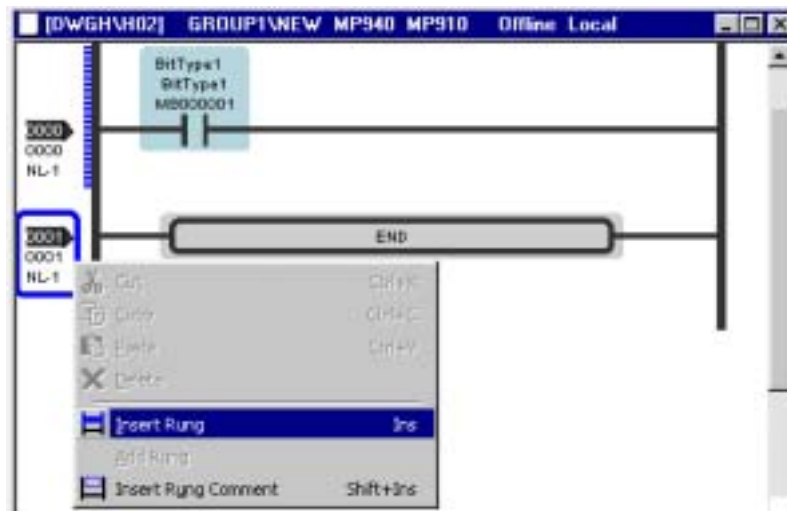 [DWGH\H02] GROUP1\NEW MP940 MP910 Offline Local
BitType1
BitType1
MB000001
0000
0000
NL-1
END
0001
0001
NL-1
Cut Ctrl+X
Copy Ctrl+C
Paste Ctrl+V
Delete
Insert Rung Ins
Add Rung
Insert Rung Comment Shift+Ins